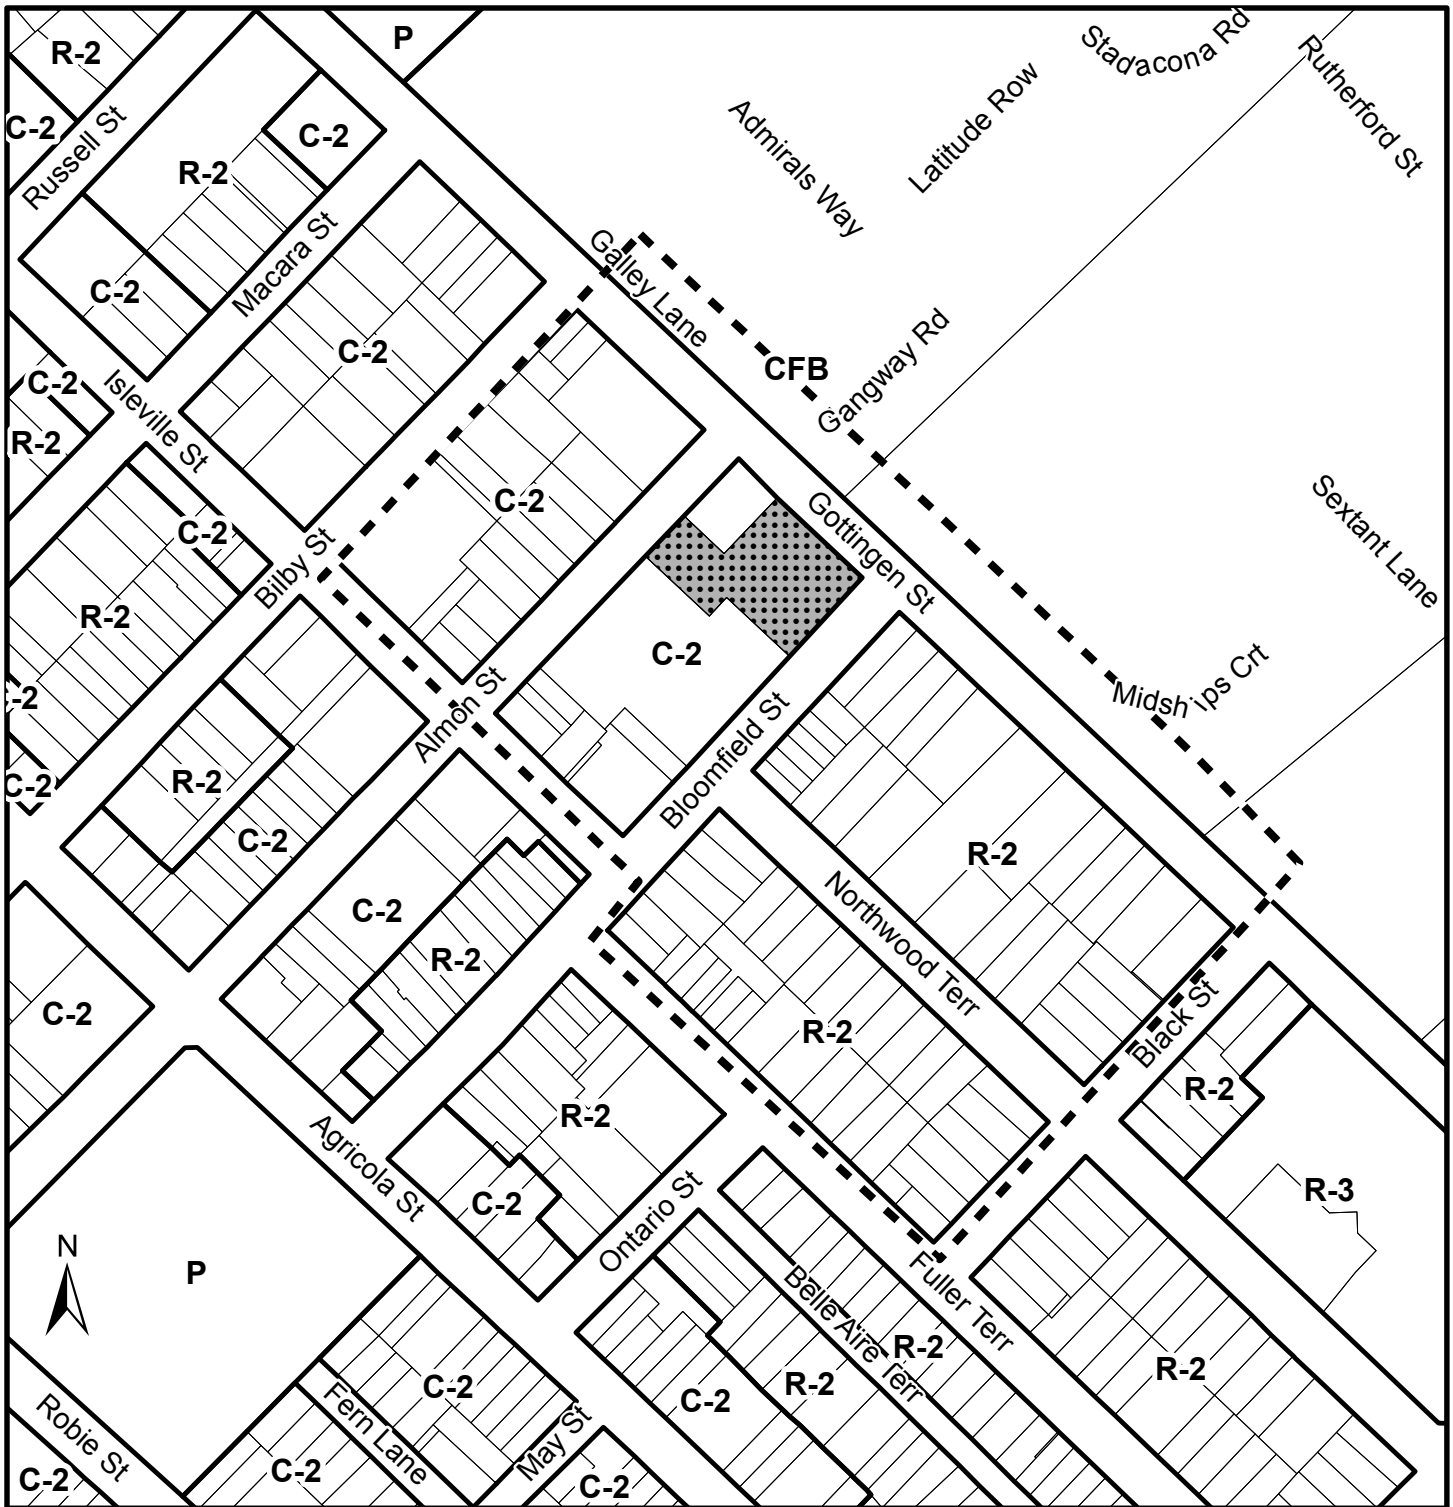 P
Stadacona Rd
R-2
Rutherford St
Latitude Row
Admirals Way
C-2
C-2
Russell St
R-2
Macara St
Galley Lane
C-2
C-2
CFB
Gangway Rd
C-2
Isleville St
R-2
C-2
C-2
Gottingen St
Sextant Lane
Bilby St
R-2
C-2
Midships Crt
-2
Almon St
Bloomfield St
C-2
R-2
C-2
R-2
C-2
Northwood Terr
R-2
C-2
R-2
Black St
R-2
R-2
Agricola St
R-2
C-2
Ontario St
R-3
N
P
Fuller Terr
Belle Aire Terr
R-2
R-2
C-2
R-2
C-2
Fern Lane
May St
Robie St
C-2
C-2
C-2